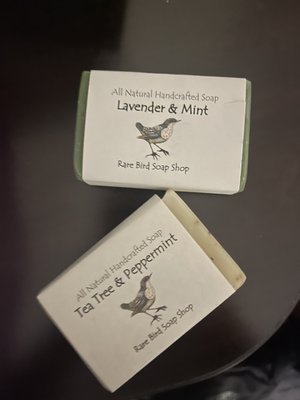 All Natural Handcrafted Soap
Lavender & Mint
Rare Bird Soap Shop
All Natural Handcrafted Soap
Tea Tree & Peppermint
Rare Bird Soap Shop